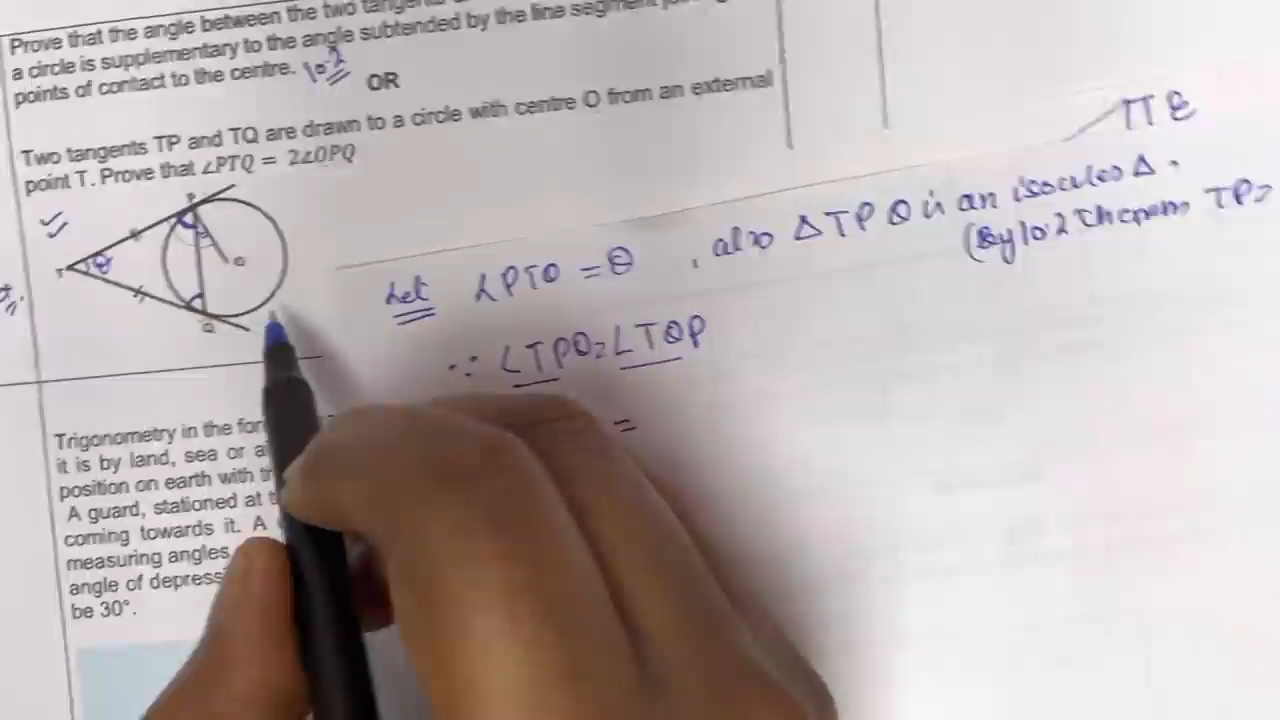 Prove that the angle between the two tangents
a circle is supplementary to the angle subtended by the line segment
points of contact to the centre. 10.2
OR
Two tangents TP and TQ are drawn to a circle with centre O from an external
point T. Prove that ∠PTQ = 2∠OPQ
P
T
θ
O
Q
Let ∠PTQ = θ , also Δ TPQ is an isoceles Δ.
(By 10.2 Theorem TP=
∵ ∠TPQ=∠TQP
=
Trigonometry in the for
it is by land, sea or a
position on earth with t
A guard, stationed at t
coming towards it. A
measuring angles
angle of depress
be 30°.